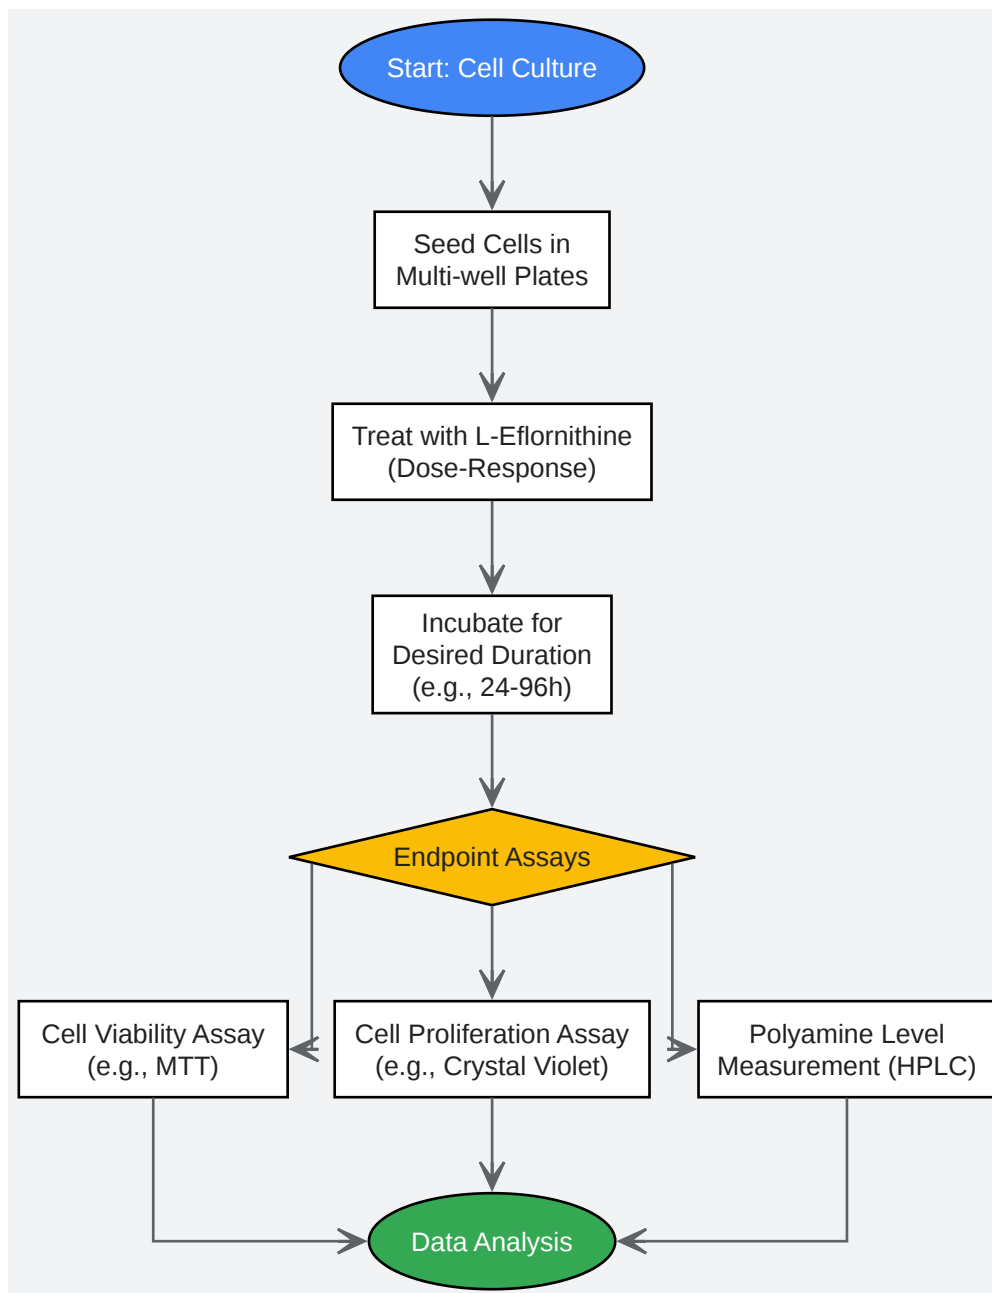 Start: Cell Culture
Seed Cells in
Multi-well Plates
Treat with L-Eflornithine
(Dose-Response)
Incubate for
Desired Duration
(e.g., 24-96h)
Endpoint Assays
Cell Viability Assay
(e.g., MTT)
Cell Proliferation Assay
(e.g., Crystal Violet)
Polyamine Level
Measurement (HPLC)
Data Analysis